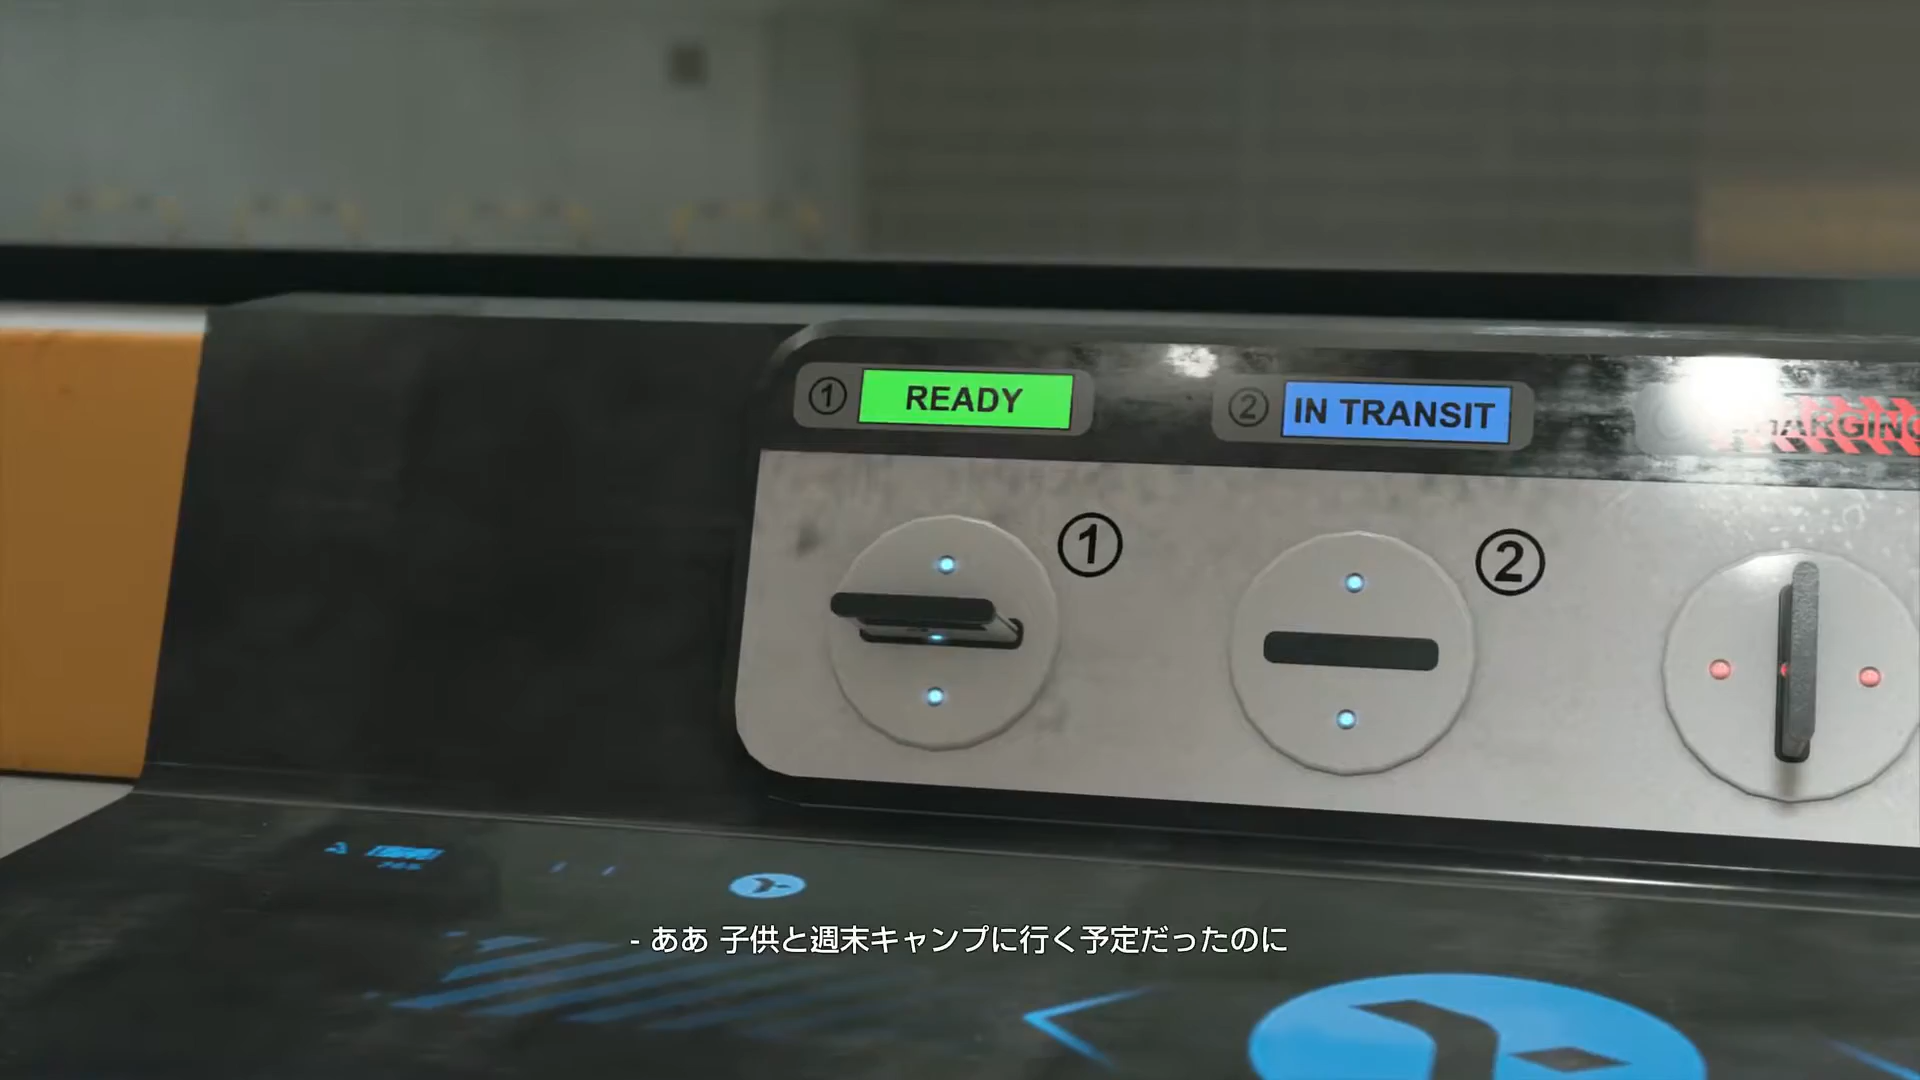 ① READY
② IN TRANSIT
CHARGING
①
②
- ああ 子供と週末キャンプに行く予定だったのに